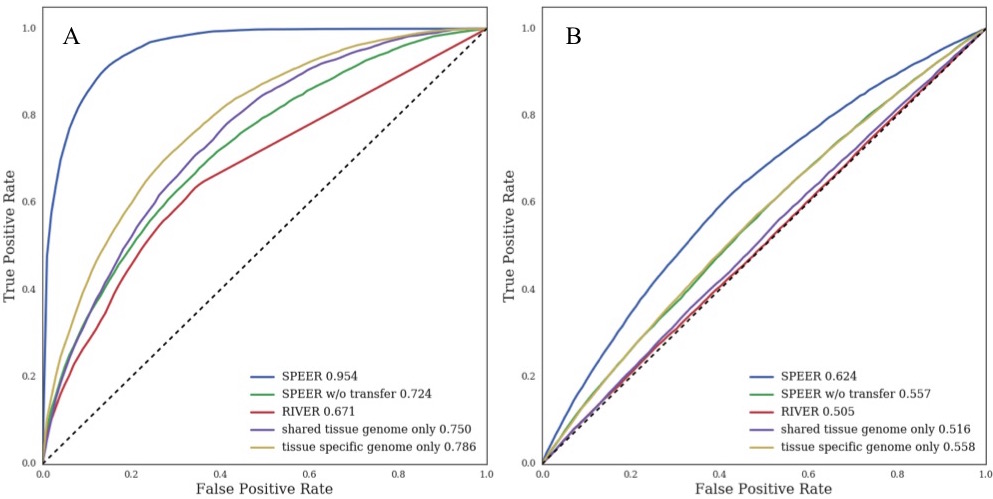 A
True Positive Rate
1.0
0.8
0.6
0.4
0.2
0.0
SPEER 0.954
SPEER w/o transfer 0.724
RIVER 0.671
shared tissue genome only 0.750
tissue specific genome only 0.786
0.0 0.2 0.4 0.6 0.8 1.0
False Positive Rate
B
True Positive Rate
1.0
0.8
0.6
0.4
0.2
0.0
SPEER 0.624
SPEER w/o transfer 0.557
RIVER 0.505
shared tissue genome only 0.516
tissue specific genome only 0.558
0.0 0.2 0.4 0.6 0.8 1.0
False Positive Rate